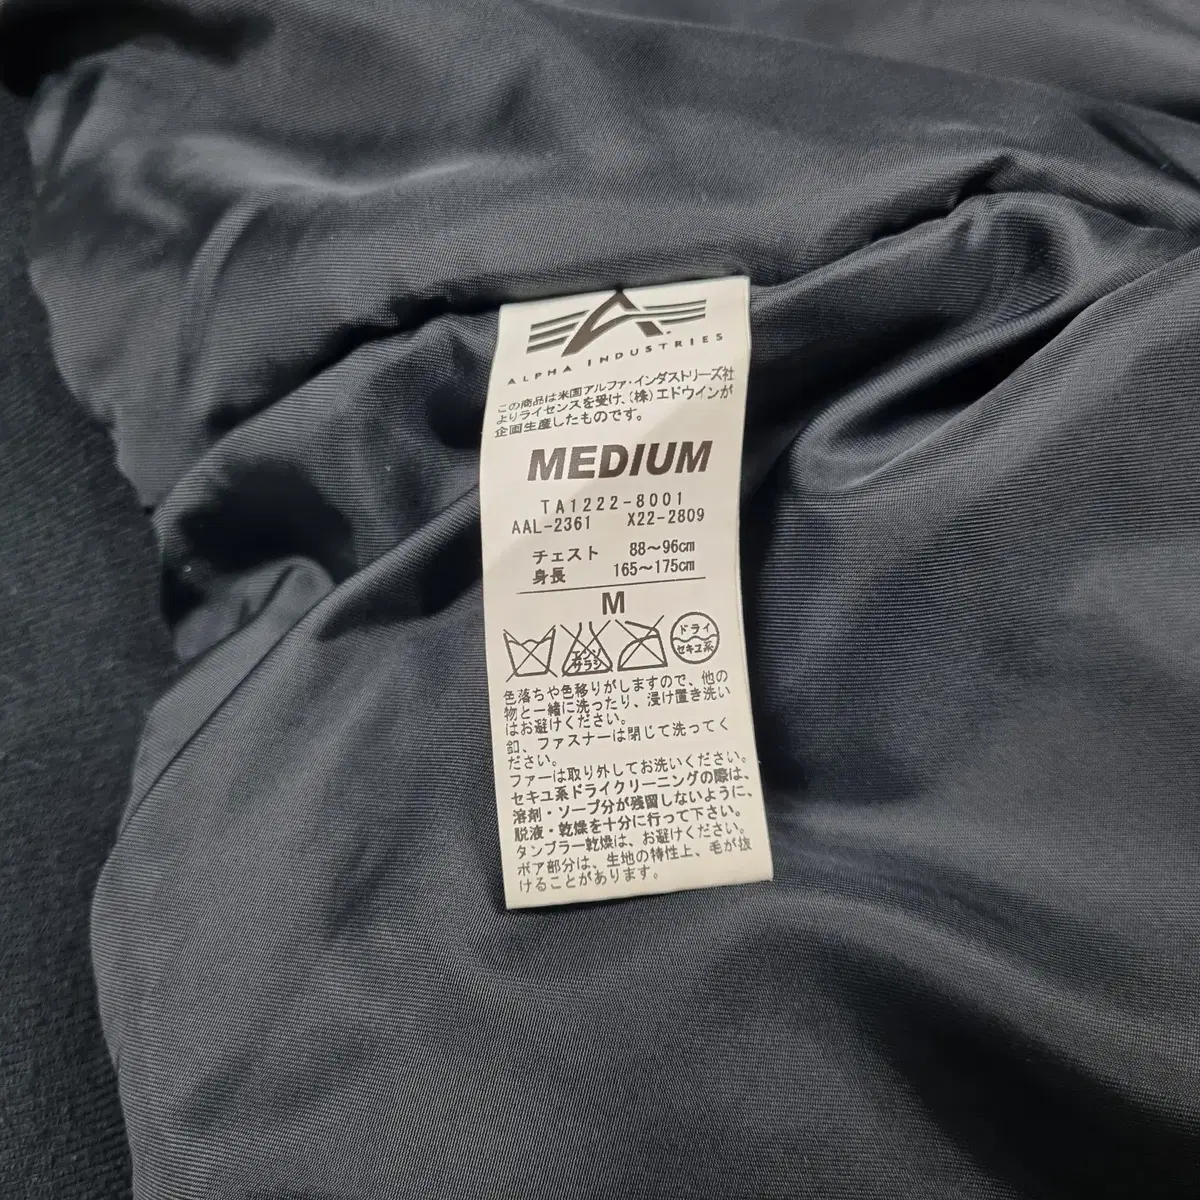 ALPHA INDUSTRIES
この商品は米国アルファ・インダストリーズ社
よりライセンスを受け、(株)エドウインが
企画生産したものです。
MEDIUM
TA1222-8001
AAL-2361 X22-2809
チェスト 88～96cm
身長 165～175cm
M
エンソ
サラシ
ドライ
セキユ系
色落ちや色移りがしますので、他の
物と一緒に洗ったり、浸け置き洗い
はお避けください。
釦、ファスナーは閉じて洗ってく
ださい。
ファーは取り外してお洗いください。
セキユ系ドライクリーニングの際は、
溶剤・ソープ分が残留しないように、
脱液・乾燥を十分に行って下さい。
タンブラー乾燥は、お避けください。
ボア部分は、生地の特性上、毛が抜
けることがあります。